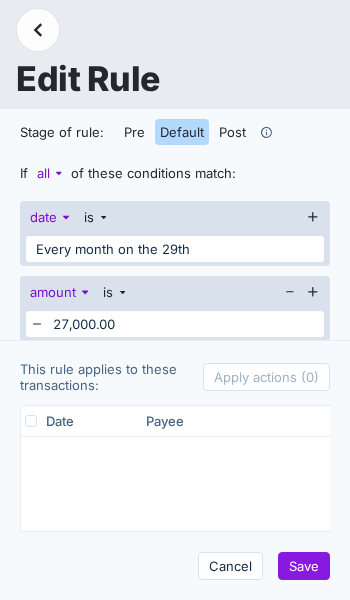 Edit Rule
Stage of rule: Pre Default Post
If all of these conditions match:
date is
Every month on the 29th
amount is
− 27,000.00
This rule applies to these
transactions:
Apply actions (0)
Date Payee
Cancel Save